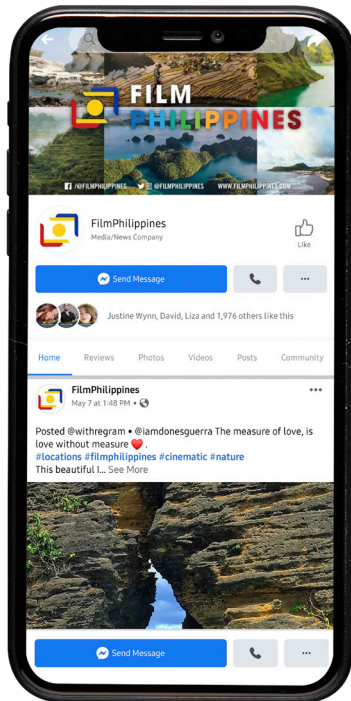 FILM
PHILIPPINES
/@FILMPHILIPPINES @FILMPHILIPPINES WWW.FILMPHILIPPINES.COM
FilmPhilippines
Media/News Company
Like
Send Message
Justine Wynn, David, Liza and 1,976 others like this
Home Reviews Photos Videos Posts Community
FilmPhilippines
May 7 at 1:48 PM •
Posted @withregram • @iamdonesguerra The measure of love, is
love without measure ❤️ .
#locations #filmphilippines #cinematic #nature
This beautiful l... See More
Send Message